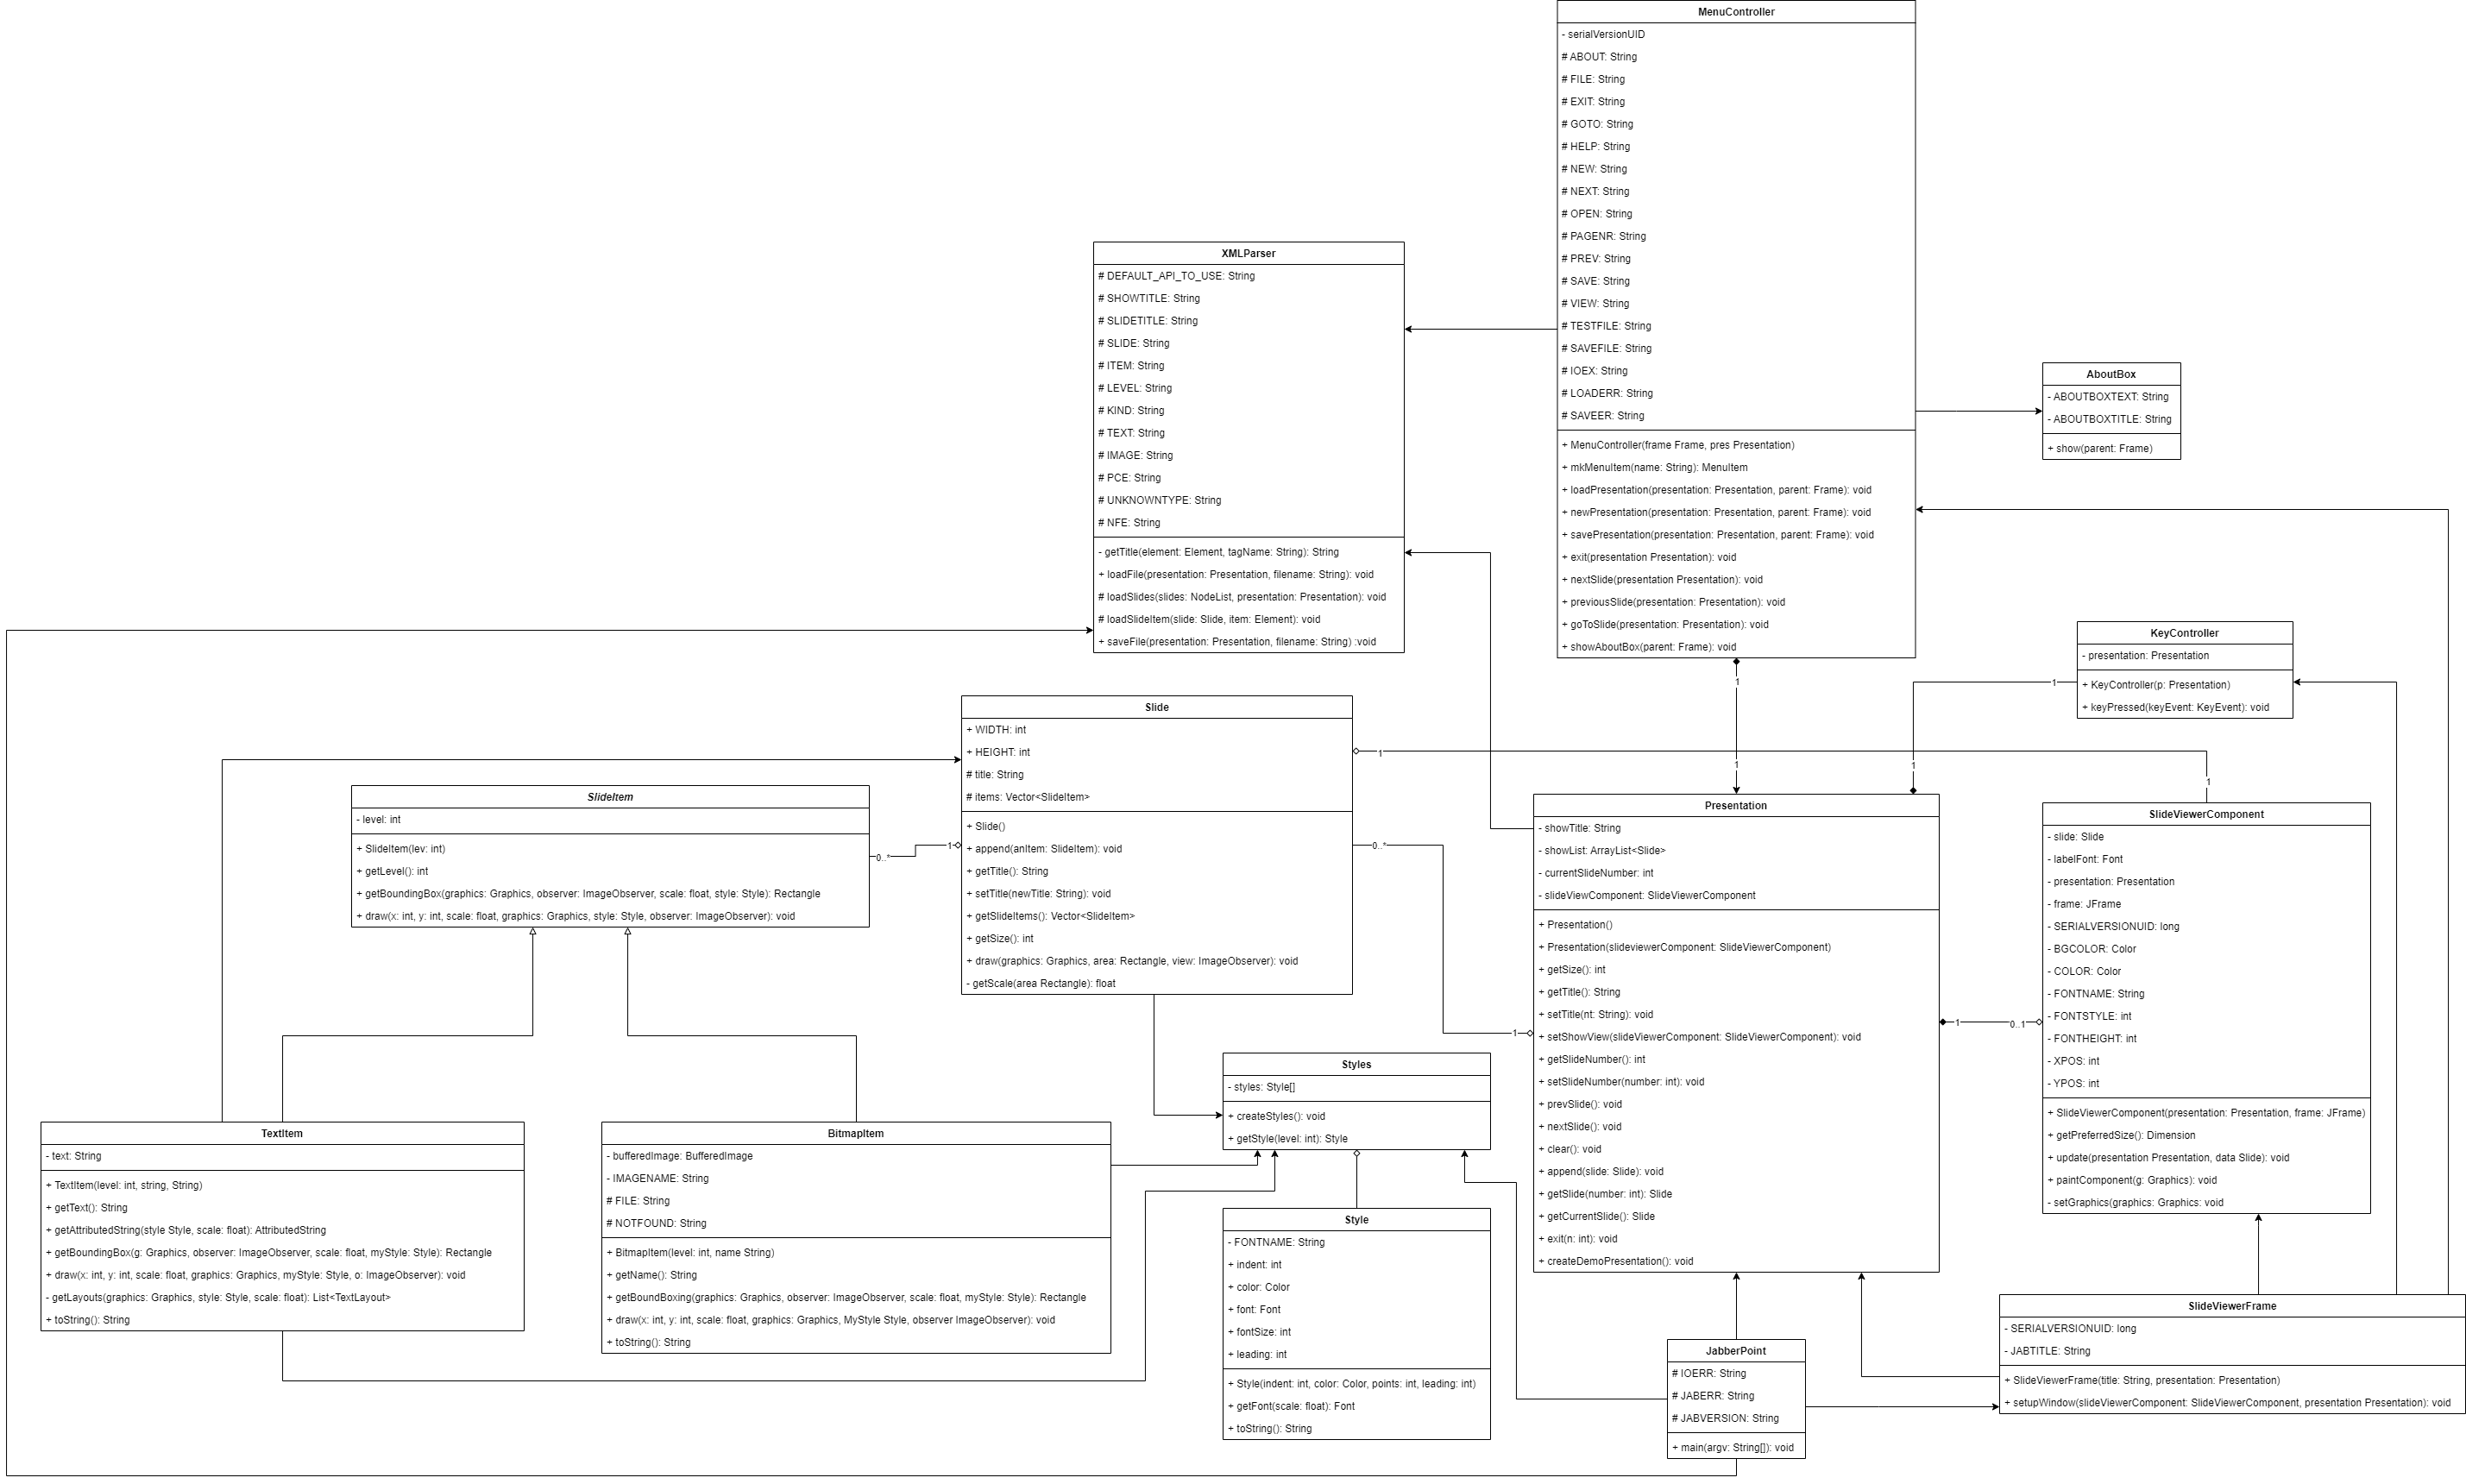 MenuController
- serialVersionUID
# ABOUT: String
# FILE: String
# EXIT: String
# GOTO: String
# HELP: String
# NEW: String
# NEXT: String
# OPEN: String
# PAGENR: String
# PREV: String
# SAVE: String
# VIEW: String
# TESTFILE: String
# SAVEFILE: String
# IOEX: String
# LOADERR: String
# SAVEER: String
+ MenuController(frame Frame, pres Presentation)
+ mkMenuItem(name: String): MenuItem
+ loadPresentation(presentation: Presentation, parent: Frame): void
+ newPresentation(presentation: Presentation, parent: Frame): void
+ savePresentation(presentation: Presentation, parent: Frame): void
+ exit(presentation Presentation): void
+ nextSlide(presentation Presentation): void
+ previousSlide(presentation: Presentation): void
+ goToSlide(presentation: Presentation): void
+ showAboutBox(parent: Frame): void
XMLParser
# DEFAULT_API_TO_USE: String
# SHOWTITLE: String
# SLIDETITLE: String
# SLIDE: String
# ITEM: String
# LEVEL: String
# KIND: String
# TEXT: String
# IMAGE: String
# PCE: String
# UNKNOWNTYPE: String
# NFE: String
- getTitle(element: Element, tagName: String): String
+ loadFile(presentation: Presentation, filename: String): void
# loadSlides(slides: NodeList, presentation: Presentation): void
# loadSlideItem(slide: Slide, item: Element): void
+ saveFile(presentation: Presentation, filename: String) :void
AboutBox
- ABOUTBOXTEXT: String
- ABOUTBOXTITLE: String
+ show(parent: Frame)
KeyController
- presentation: Presentation
+ KeyController(p: Presentation)
+ keyPressed(keyEvent: KeyEvent): void
1
1
1
1
1
1
Slide
+ WIDTH: int
+ HEIGHT: int
# title: String
# items: Vector<SlideItem>
+ Slide()
+ append(anItem: SlideItem): void
+ getTitle(): String
+ setTitle(newTitle: String): void
+ getSlideItems(): Vector<SlideItem>
+ getSize(): int
+ draw(graphics: Graphics, area: Rectangle, view: ImageObserver): void
- getScale(area Rectangle): float
SlideItem
- level: int
+ SlideItem(lev: int)
+ getLevel(): int
+ getBoundingBox(graphics: Graphics, observer: ImageObserver, scale: float, style: Style): Rectangle
+ draw(x: int, y: int, scale: float, graphics: Graphics, style: Style, observer: ImageObserver): void
0..*
1
0..*
1
Presentation
- showTitle: String
- showList: ArrayList<Slide>
- currentSlideNumber: int
- slideViewComponent: SlideViewerComponent
+ Presentation()
+ Presentation(slideviewerComponent: SlideViewerComponent)
+ getSize(): int
+ getTitle(): String
+ setTitle(nt: String): void
+ setShowView(slideViewerComponent: SlideViewerComponent): void
+ getSlideNumber(): int
+ setSlideNumber(number: int): void
+ prevSlide(): void
+ nextSlide(): void
+ clear(): void
+ append(slide: Slide): void
+ getSlide(number: int): Slide
+ getCurrentSlide(): Slide
+ exit(n: int): void
+ createDemoPresentation(): void
1
0..1
SlideViewerComponent
- slide: Slide
- labelFont: Font
- presentation: Presentation
- frame: JFrame
- SERIALVERSIONUID: long
- BGCOLOR: Color
- COLOR: Color
- FONTNAME: String
- FONTSTYLE: int
- FONTHEIGHT: int
- XPOS: int
- YPOS: int
+ SlideViewerComponent(presentation: Presentation, frame: JFrame)
+ getPreferredSize(): Dimension
+ update(presentation Presentation, data Slide): void
+ paintComponent(g: Graphics): void
- setGraphics(graphics: Graphics: void
Styles
- styles: Style[]
+ createStyles(): void
+ getStyle(level: int): Style
TextItem
- text: String
+ TextItem(level: int, string, String)
+ getText(): String
+ getAttributedString(style Style, scale: float): AttributedString
+ getBoundingBox(g: Graphics, observer: ImageObserver, scale: float, myStyle: Style): Rectangle
+ draw(x: int, y: int, scale: float, graphics: Graphics, myStyle: Style, o: ImageObserver): void
- getLayouts(graphics: Graphics, style: Style, scale: float): List<TextLayout>
+ toString(): String
BitmapItem
- bufferedImage: BufferedImage
- IMAGENAME: String
# FILE: String
# NOTFOUND: String
+ BitmapItem(level: int, name String)
+ getName(): String
+ getBoundBoxing(graphics: Graphics, observer: ImageObserver, scale: float, myStyle: Style): Rectangle
+ draw(x: int, y: int, scale: float, graphics: Graphics, MyStyle Style, observer ImageObserver): void
+ toString(): String
Style
- FONTNAME: String
+ indent: int
+ color: Color
+ font: Font
+ fontSize: int
+ leading: int
+ Style(indent: int, color: Color, points: int, leading: int)
+ getFont(scale: float): Font
+ toString(): String
JabberPoint
# IOERR: String
# JABERR: String
# JABVERSION: String
+ main(argv: String[]): void
SlideViewerFrame
- SERIALVERSIONUID: long
- JABTITLE: String
+ SlideViewerFrame(title: String, presentation: Presentation)
+ setupWindow(slideViewerComponent: SlideViewerComponent, presentation Presentation): void